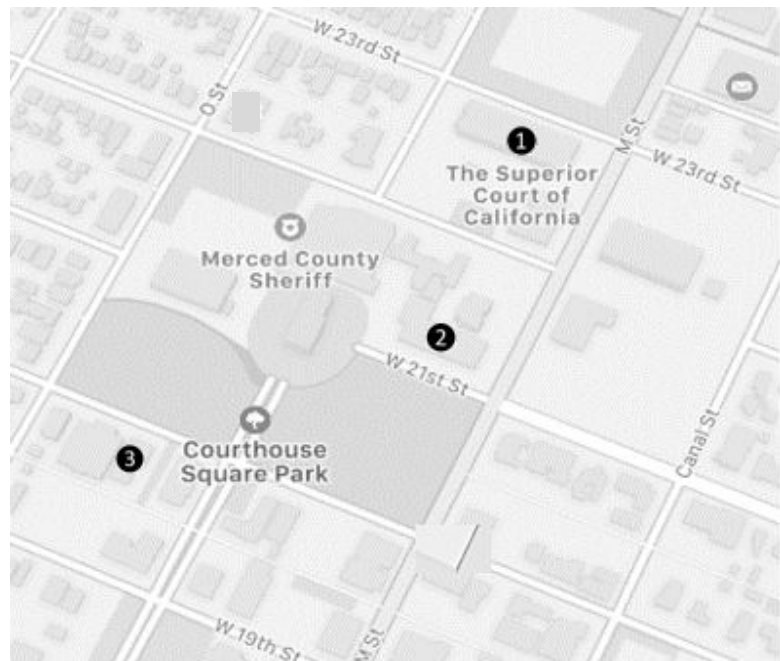 W 23rd St
O St
M St
1
W 23rd St
The Superior
Court of
California
Merced County
Sheriff
2
W 21st St
Courthouse
Square Park
Canal St
3
W 19th St
M St